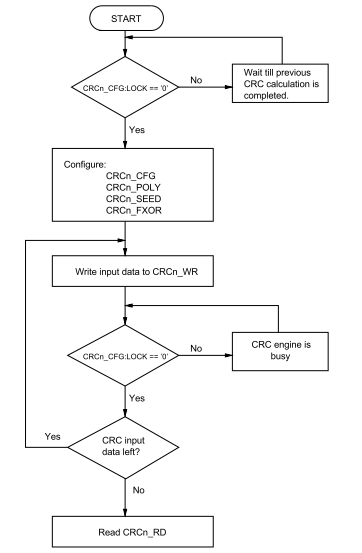 START
CRCn_CFG:LOCK == '0'
No
Wait till previous
CRC calculation is
completed.
Yes
Configure:
CRCn_CFG
CRCn_POLY
CRCn_SEED
CRCn_FXOR
Write input data to CRCn_WR
CRCn_CFG:LOCK == '0'
No
CRC engine is
busy
Yes
CRC input
data left?
Yes
No
Read CRCn_RD